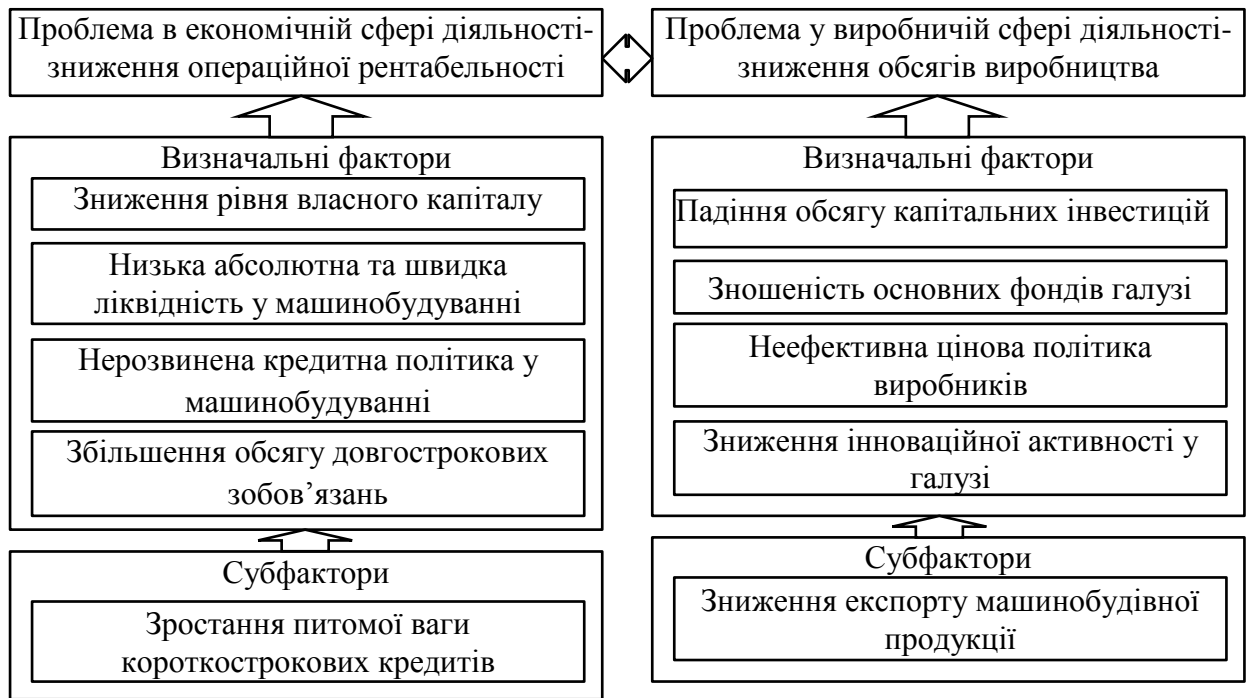 Проблема в економічній сфері діяльності-
зниження операційної рентабельності
Визначальні фактори
Зниження рівня власного капіталу
Низька абсолютна та швидка
ліквідність у машинобудуванні
Нерозвинена кредитна політика у
машинобудуванні
Збільшення обсягу довгострокових
зобов’язань
Субфактори
Зростання питомої ваги
короткострокових кредитів
Проблема у виробничій сфері діяльності-
зниження обсягів виробництва
Визначальні фактори
Падіння обсягу капітальних інвестицій
Зношеність основних фондів галузі
Неефективна цінова політика
виробників
Зниження інноваційної активності у
галузі
Субфактори
Зниження експорту машинобудівної
продукції